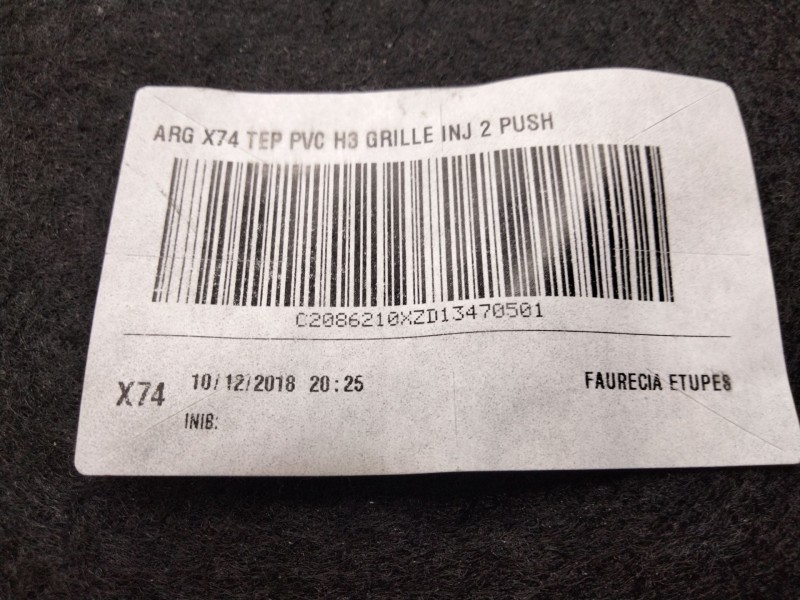 ARG X74 TEP PVC H3 GRILLE INJ 2 PUSH
C2086210XZD13470501
X74 10/12/2018 20:25 FAURECIA ETUPES
INIB: